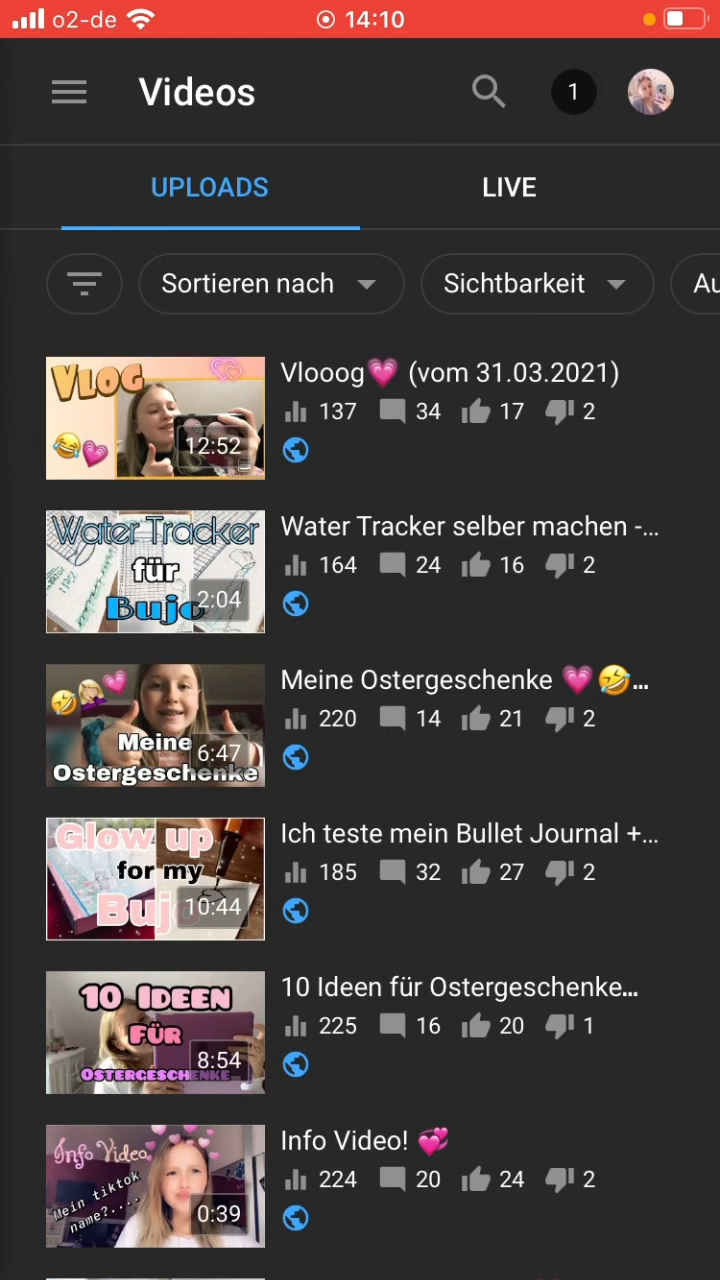 o2-de 14:10
Videos 1
UPLOADS LIVE
Sortieren nach Sichtbarkeit Au
VLOG
12:52
Vlooog💗 (vom 31.03.2021)
137 34 17 2
Water Tracker
für
Bujo
2:04
Water Tracker selber machen -...
164 24 16 2
Meine
Ostergeschenke
6:47
Meine Ostergeschenke 💗🤣...
220 14 21 2
Glow up
for my
Bujo
10:44
Ich teste mein Bullet Journal +...
185 32 27 2
10 IDEEN
FÜR
OSTERGESCHENKE
8:54
10 Ideen für Ostergeschenke...
225 16 20 1
Info Video
Mein tiktok
name?....
0:39
Info Video! 💞
224 20 24 2